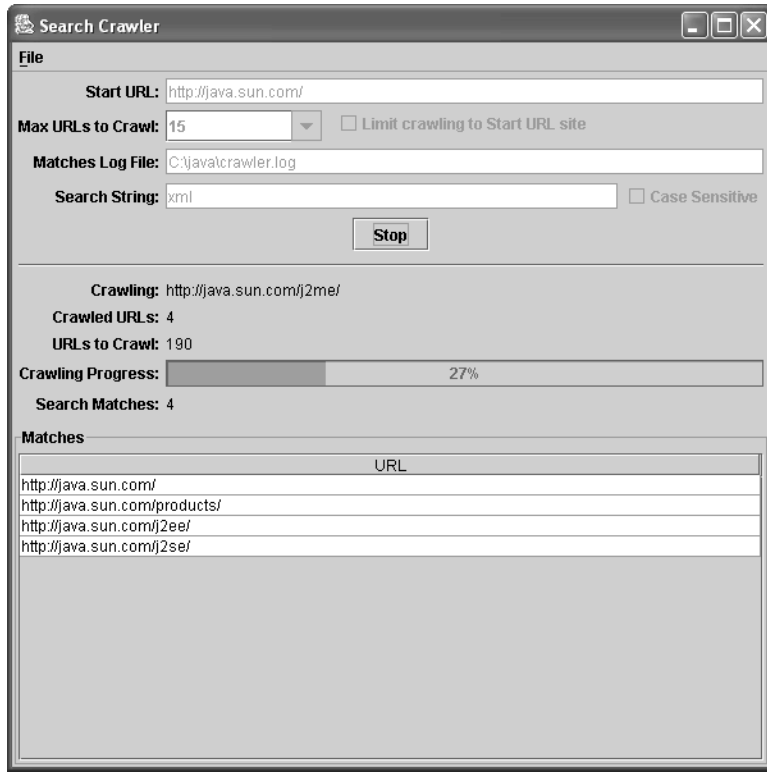 Search Crawler
File
Start URL: http://java.sun.com/
Max URLs to Crawl: 15 Limit crawling to Start URL site
Matches Log File: C:\java\crawler.log
Search String: xml Case Sensitive
Stop
Crawling: http://java.sun.com/j2me/
Crawled URLs: 4
URLs to Crawl: 190
Crawling Progress: 27%
Search Matches: 4
Matches
URL
http://java.sun.com/
http://java.sun.com/products/
http://java.sun.com/j2ee/
http://java.sun.com/j2se/